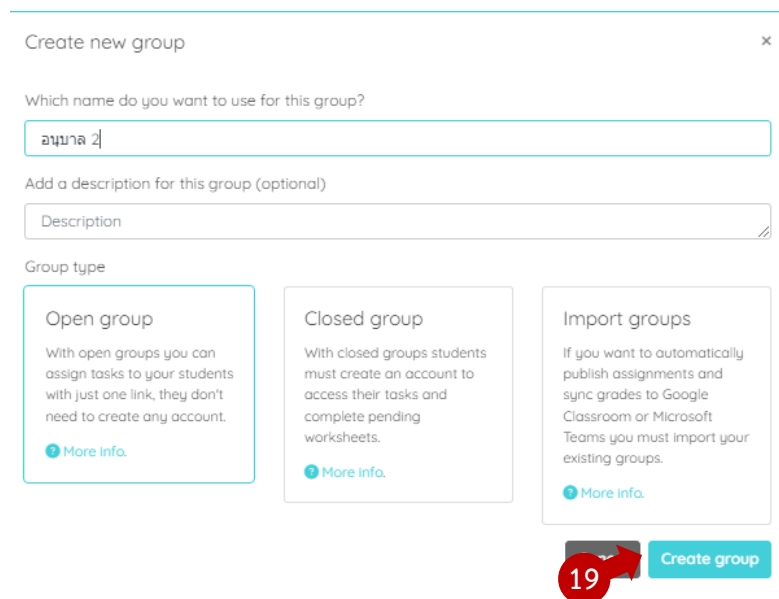 Create new group ×
Which name do you want to use for this group?
อนุบาล 2
Add a description for this group (optional)
Description
Group type
Open group
With open groups you can
assign tasks to your students
with just one link, they don't
need to create any account.
? More info.
Closed group
With closed groups students
must create an account to
access their tasks and
complete pending
worksheets.
? More info.
Import groups
If you want to automatically
publish assignments and
sync grades to Google
Classroom or Microsoft
Teams you must import your
existing groups.
? More info.
Create group
19